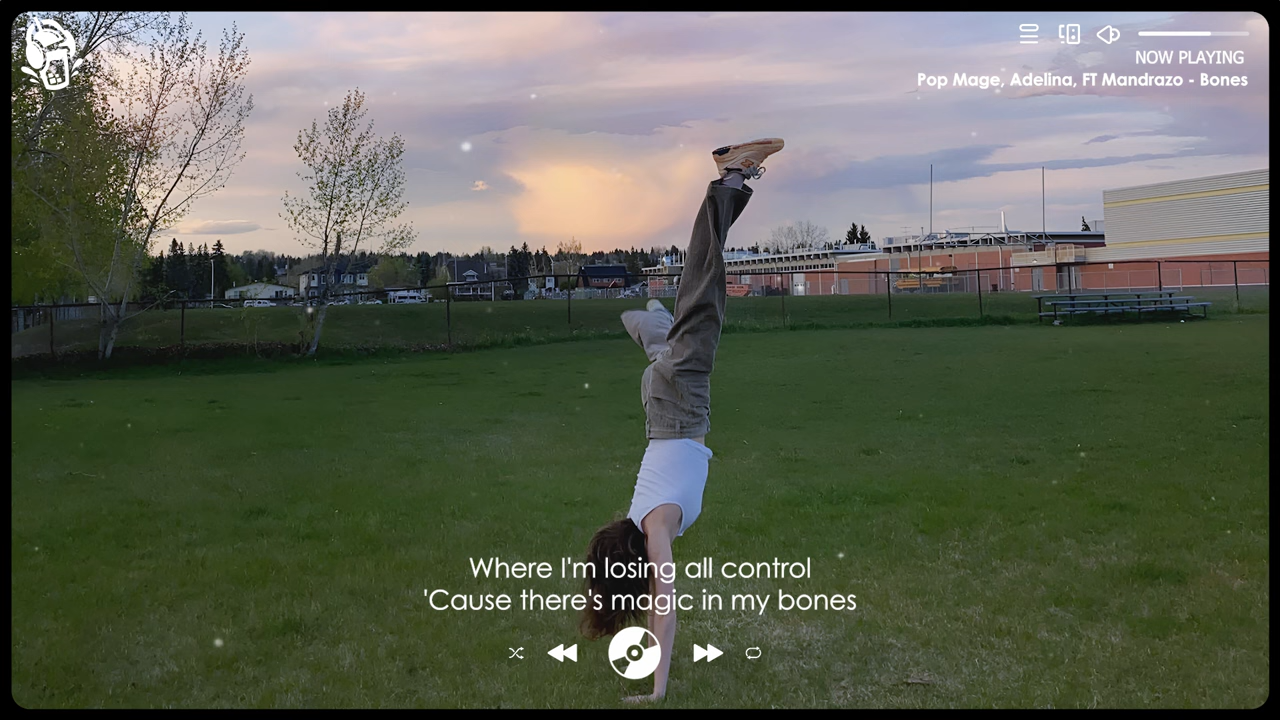 NOW PLAYING
Pop Mage, Adelina, FT Mandrazo - Bones
Where I'm losing all control
'Cause there's magic in my bones